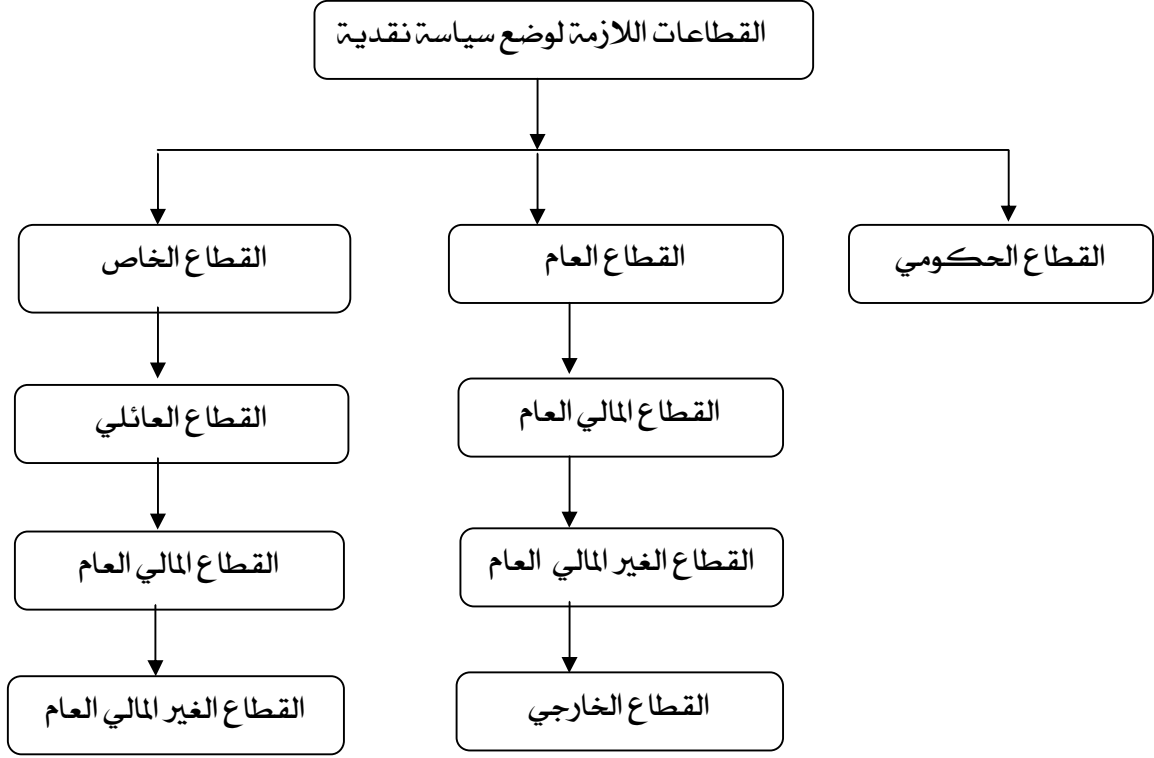 القطاعات اللازمة لوضع سياسة نقدية
القطاع الحكومي
القطاع العام
القطاع الخاص
القطاع المالي العام
القطاع العائلي
القطاع الغير المالي العام
القطاع المالي العام
القطاع الخارجي
القطاع الغير المالي العام